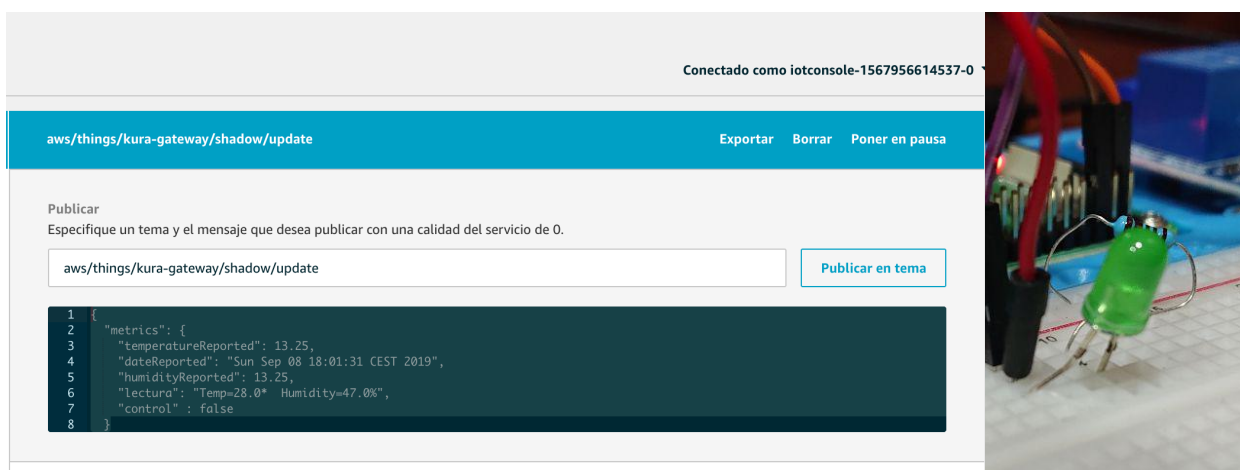 Conectado como iotconsole-1567956614537-0
aws/things/kura-gateway/shadow/update Exportar Borrar Poner en pausa
Publicar
Especifique un tema y el mensaje que desea publicar con una calidad del servicio de 0.
aws/things/kura-gateway/shadow/update Publicar en tema
1 {
2 "metrics": {
3 "temperatureReported": 13.25,
4 "dateReported": "Sun Sep 08 18:01:31 CEST 2019",
5 "humidityReported": 13.25,
6 "lectura": "Temp=28.0* Humidity=47.0%",
7 "control" : false
8 }
10